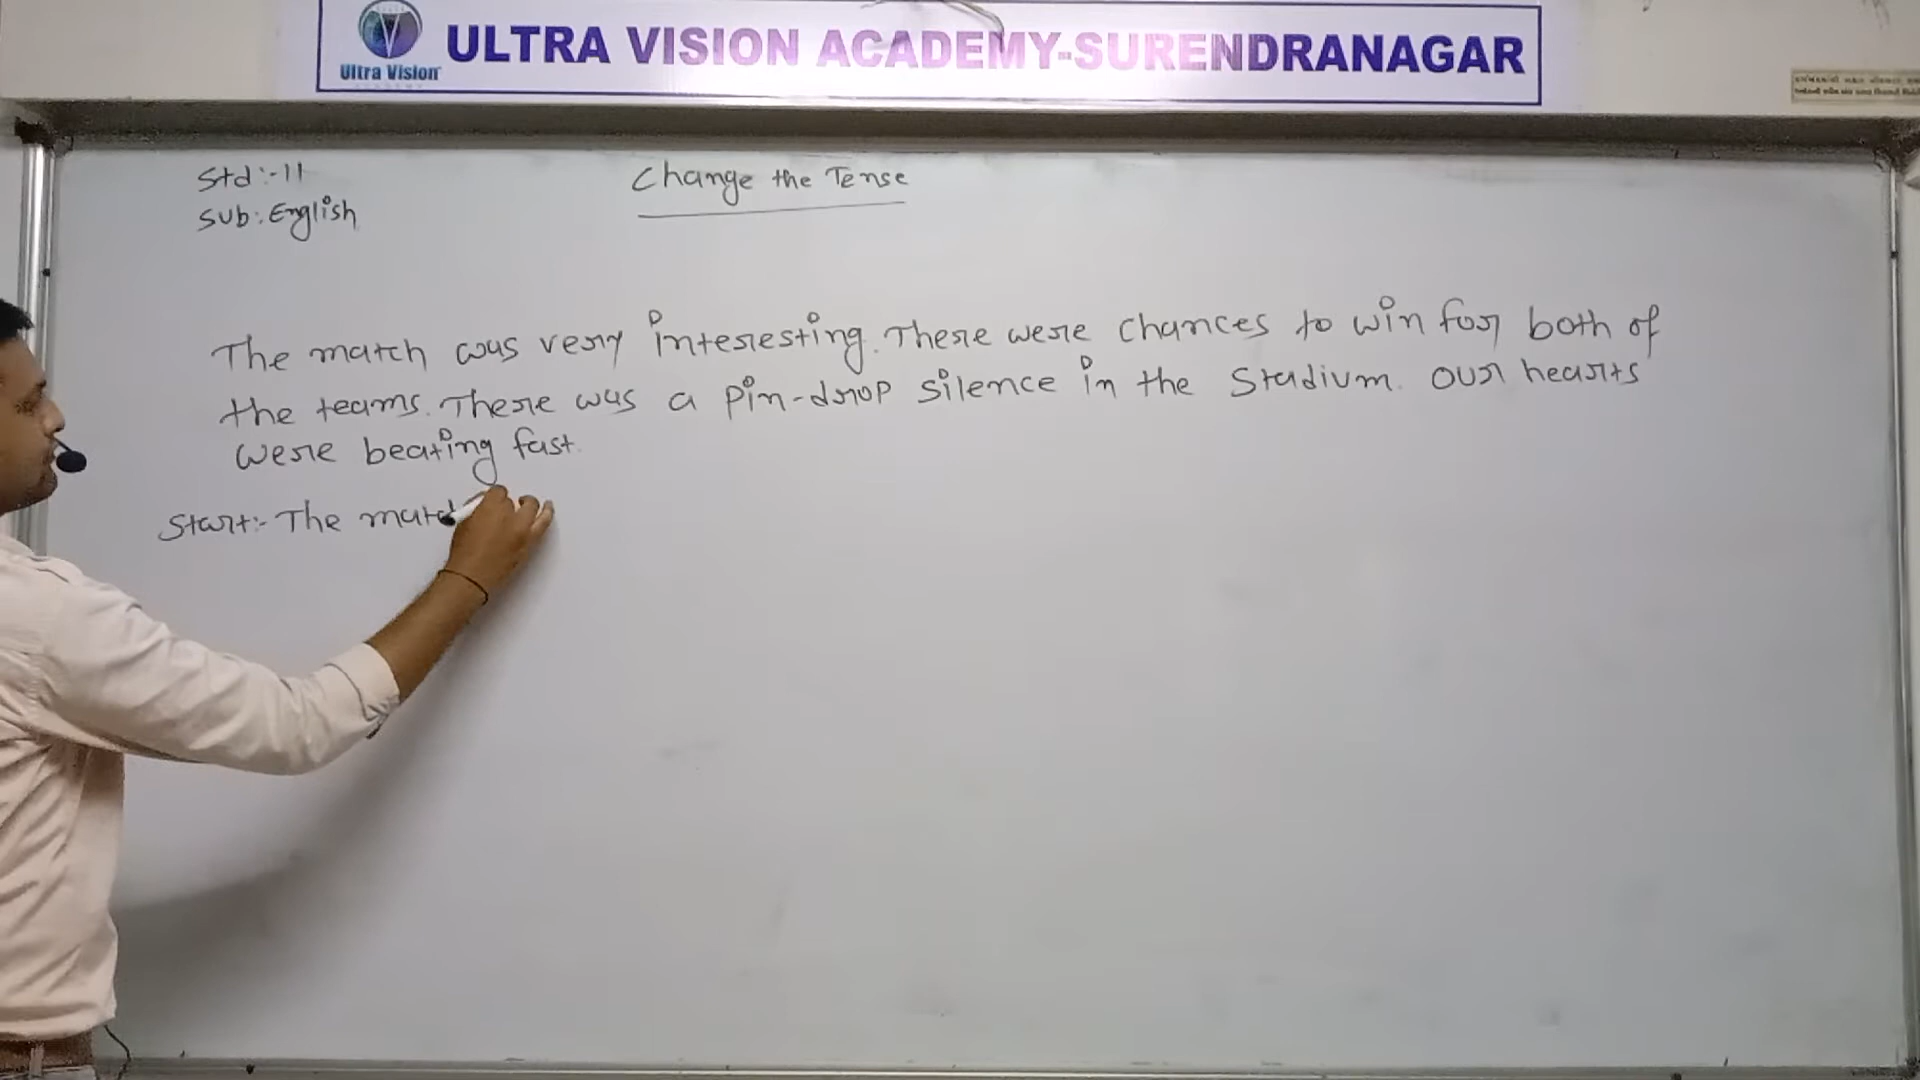 Ultra Vision
ULTRA VISION ACADEMY-SURENDRANAGAR
Std:-11
Sub: English
Change the Tense
The match was very interesting. There were chances to win for both of
the teams. There was a pin-drop silence in the Stadium. Our hearts
were beating fast.
Start:- The match